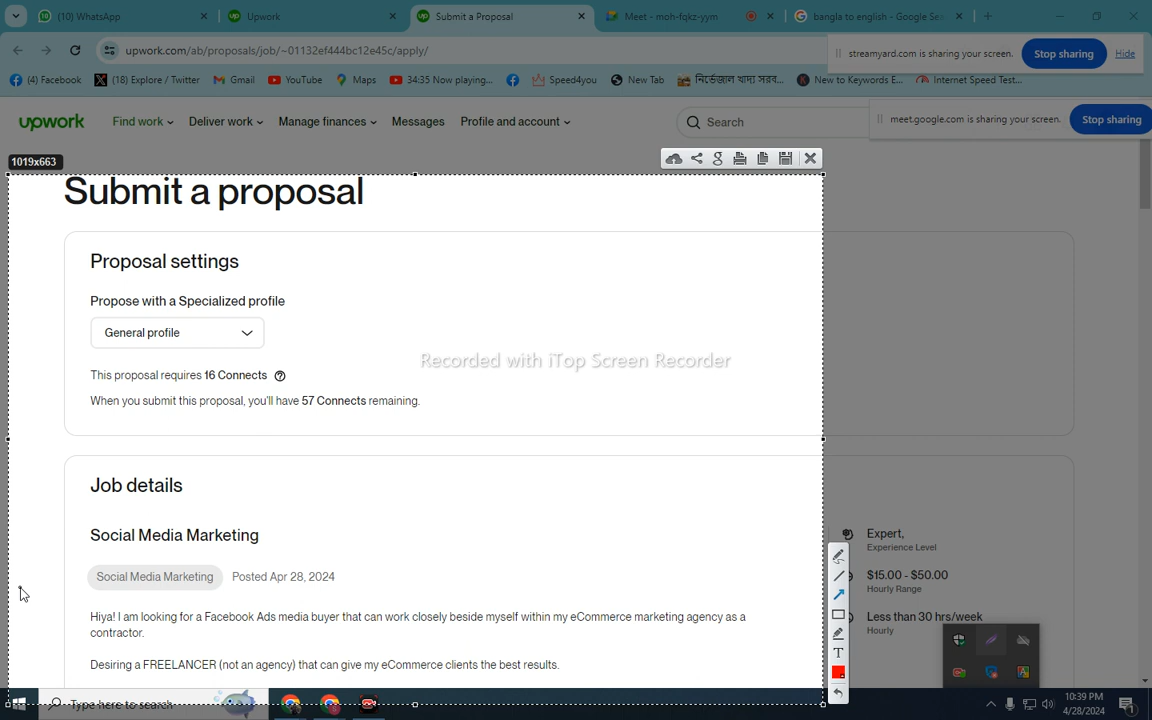 (10) WhatsApp
Upwork
Submit a Proposal
Meet - moh-fqkz-yym
bangla to english - Google Se
upwork.com/ab/proposals/job/~01132ef444bc12e45c/apply/
streamyard.com is sharing your screen.
Stop sharing
Hide
(4) Facebook
(18) Explore / Twitter
Gmail
YouTube
Maps
34:35 Now playing...
Speed4you
New Tab
নির্ভেজাল খাদ্য সরব...
New to Keywords E...
Internet Speed Test...
upwork
Find work
Deliver work
Manage finances
Messages
Profile and account
Search
meet.google.com is sharing your screen.
Stop sharing
1019x663
Submit a proposal
Proposal settings
Propose with a Specialized profile
General profile
Recorded with iTop Screen Recorder
This proposal requires 16 Connects
When you submit this proposal, you'll have 57 Connects remaining.
Job details
Social Media Marketing
Expert,
Experience Level
Social Media Marketing
Posted Apr 28, 2024
$15.00 - $50.00
Hourly Range
Hiya! I am looking for a Facebook Ads media buyer that can work closely beside myself within my eCommerce marketing agency as a
contractor.
Less than 30 hrs/week
Hourly
Desiring a FREELANCER (not an agency) that can give my eCommerce clients the best results.
T
Type here to search
10:39 PM
4/28/2024
1